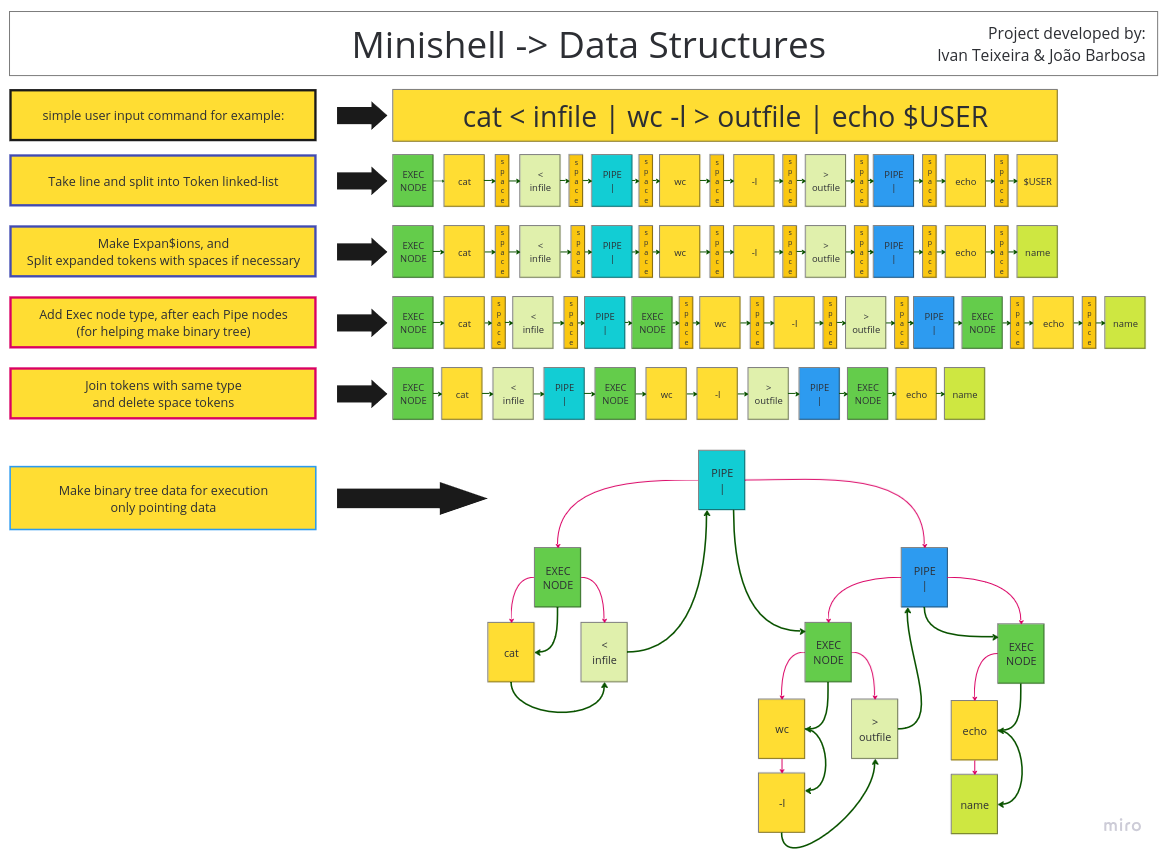 Minishell -> Data Structures
Project developed by:
Ivan Teixeira & João Barbosa
simple user input command for example:
cat < infile | wc -l > outfile | echo $USER
Take line and split into Token linked-list
EXEC NODE
cat
space
< infile
space
PIPE |
space
wc
space
-l
space
> outfile
space
PIPE |
space
echo
space
$USER
Make Expan$ions, and
Split expanded tokens with spaces if necessary
EXEC NODE
cat
space
< infile
space
PIPE |
space
wc
space
-l
space
> outfile
space
PIPE |
space
echo
space
name
Add Exec node type, after each Pipe nodes
(for helping make binary tree)
EXEC NODE
cat
space
< infile
space
PIPE |
EXEC NODE
space
wc
space
-l
space
> outfile
space
PIPE |
EXEC NODE
space
echo
space
name
Join tokens with same type
and delete space tokens
EXEC NODE
cat
< infile
PIPE |
EXEC NODE
wc
-l
> outfile
PIPE |
EXEC NODE
echo
name
Make binary tree data for execution
only pointing data
PIPE
|
EXEC
NODE
PIPE
|
cat
<
infile
EXEC
NODE
EXEC
NODE
wc
>
outfile
echo
-l
name
miro